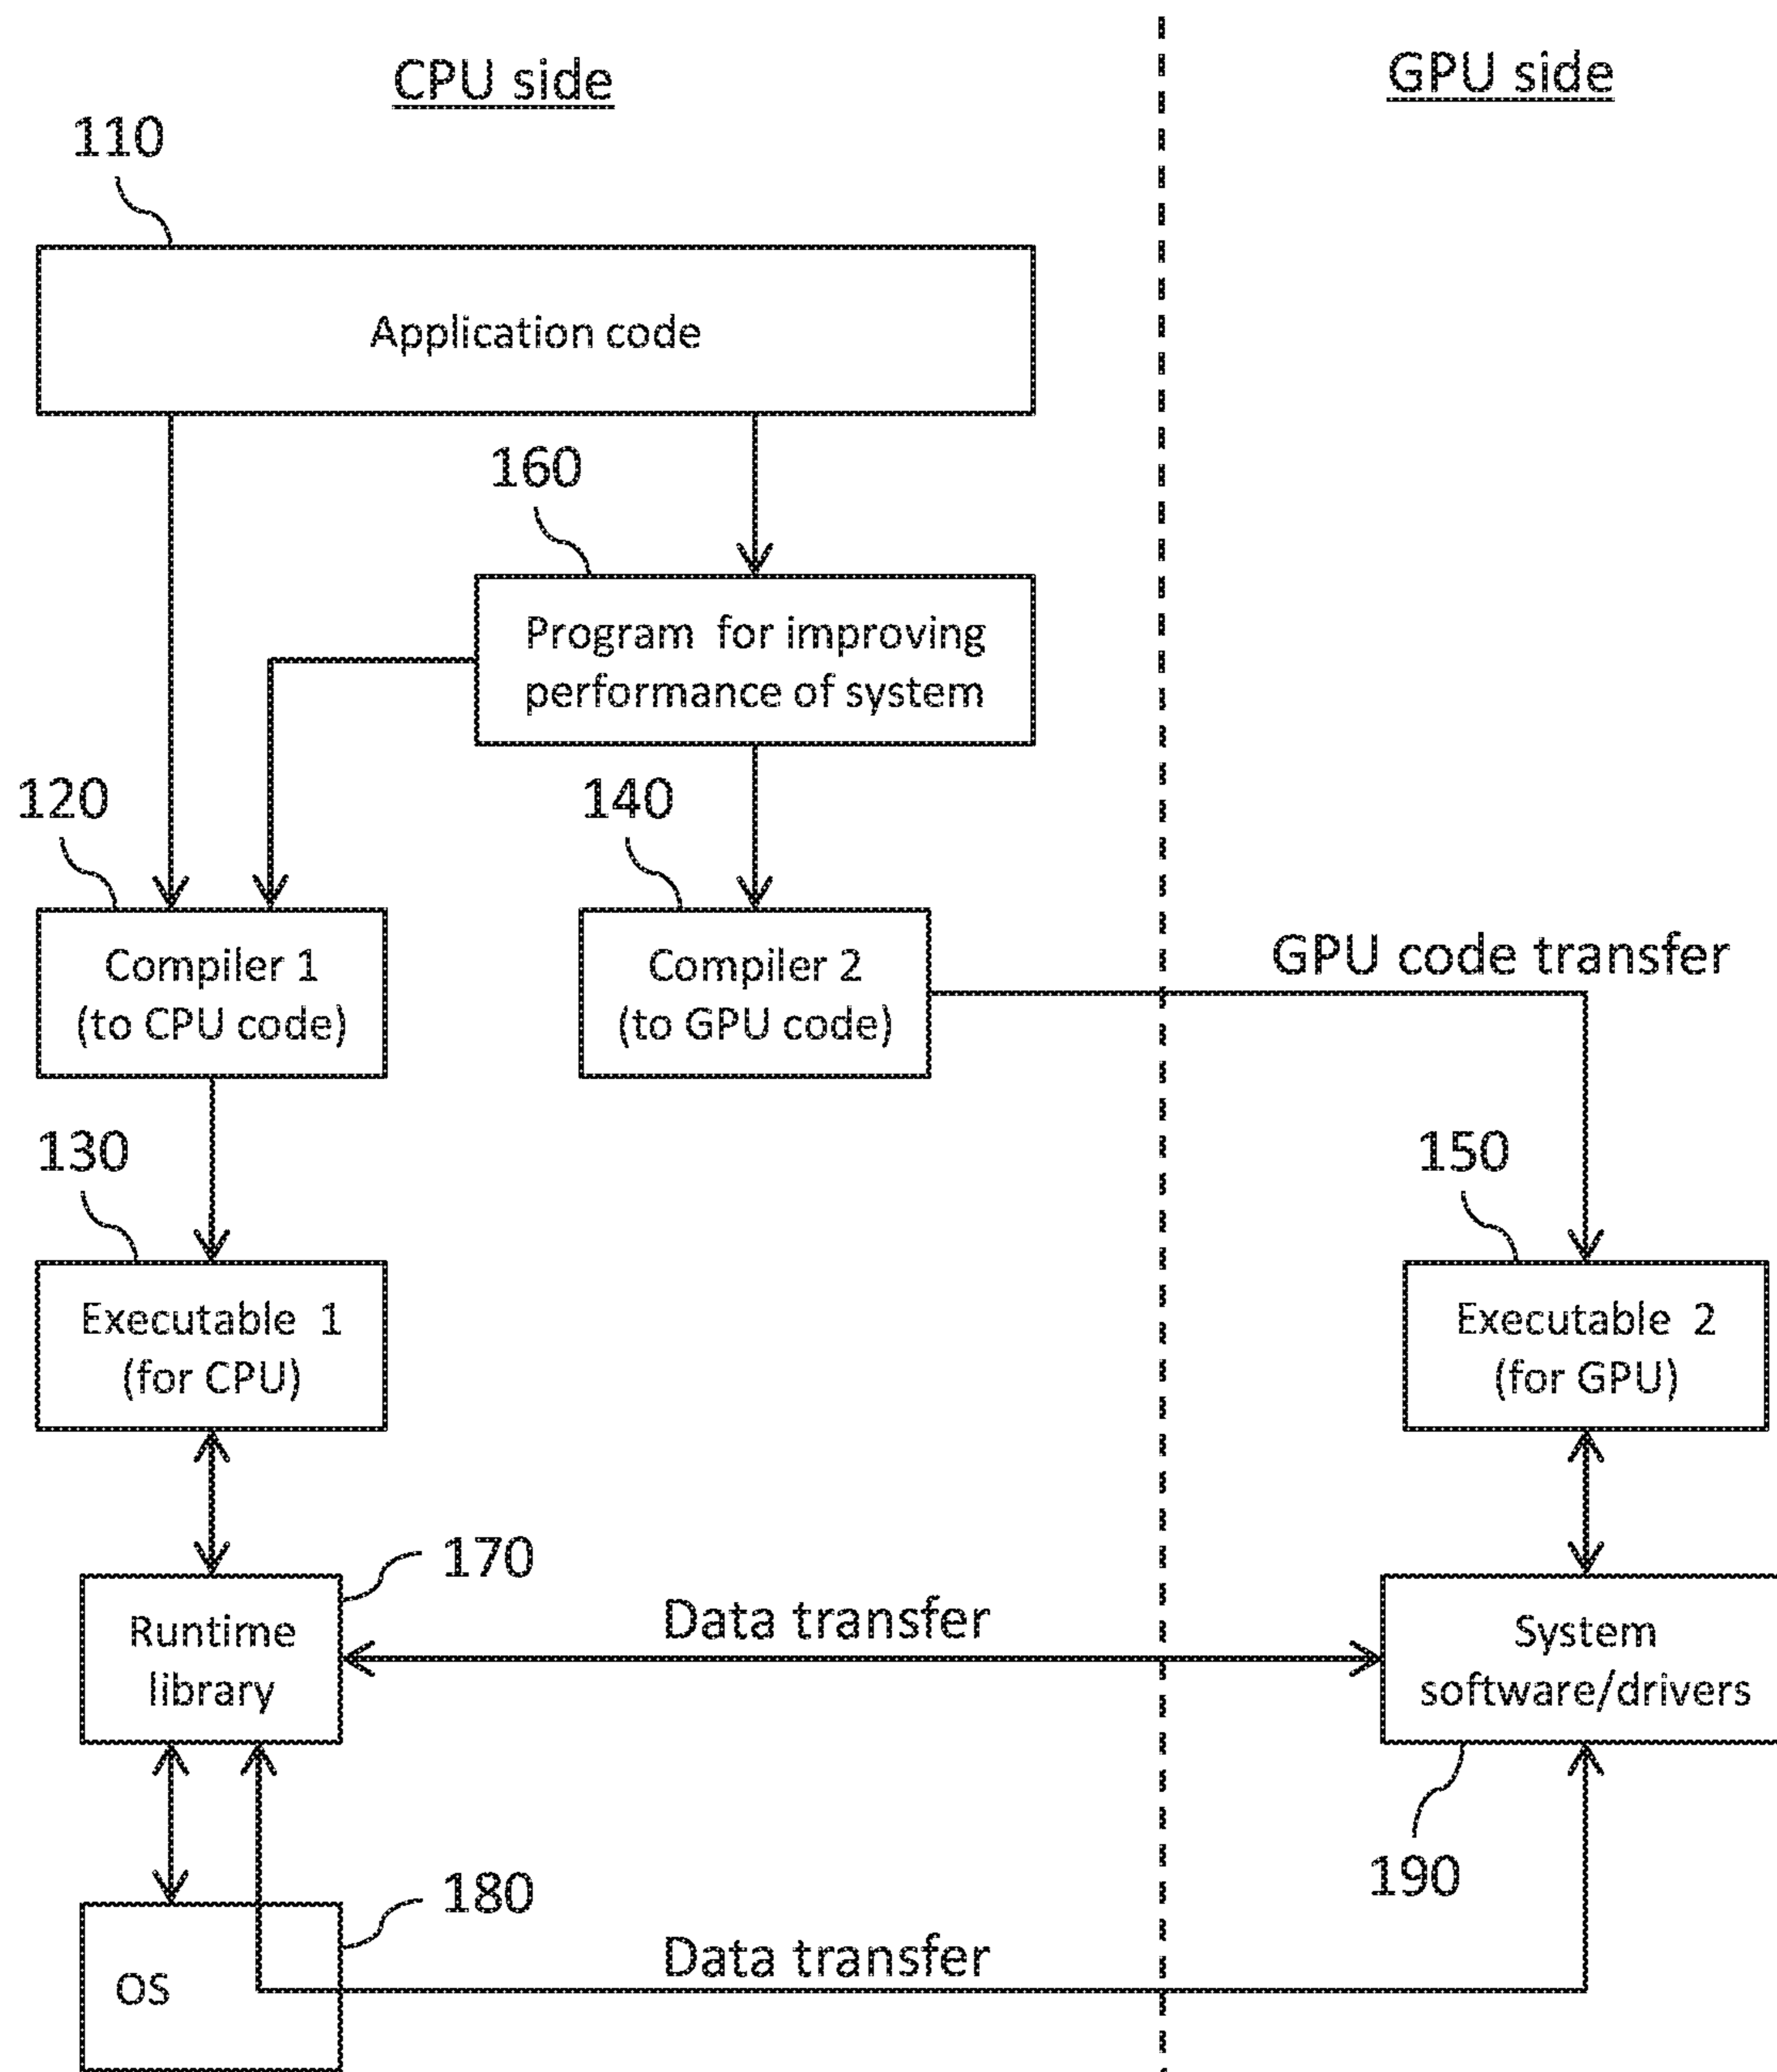 CPU side
GPU side
110
Application code
160
Program for improving
performance of system
120
140
Compiler 1
(to CPU code)
Compiler 2
(to GPU code)
GPU code transfer
130
150
Executable 1
(for CPU)
Executable 2
(for GPU)
170
Runtime
library
Data transfer
System
software/drivers
190
180
OS
Data transfer